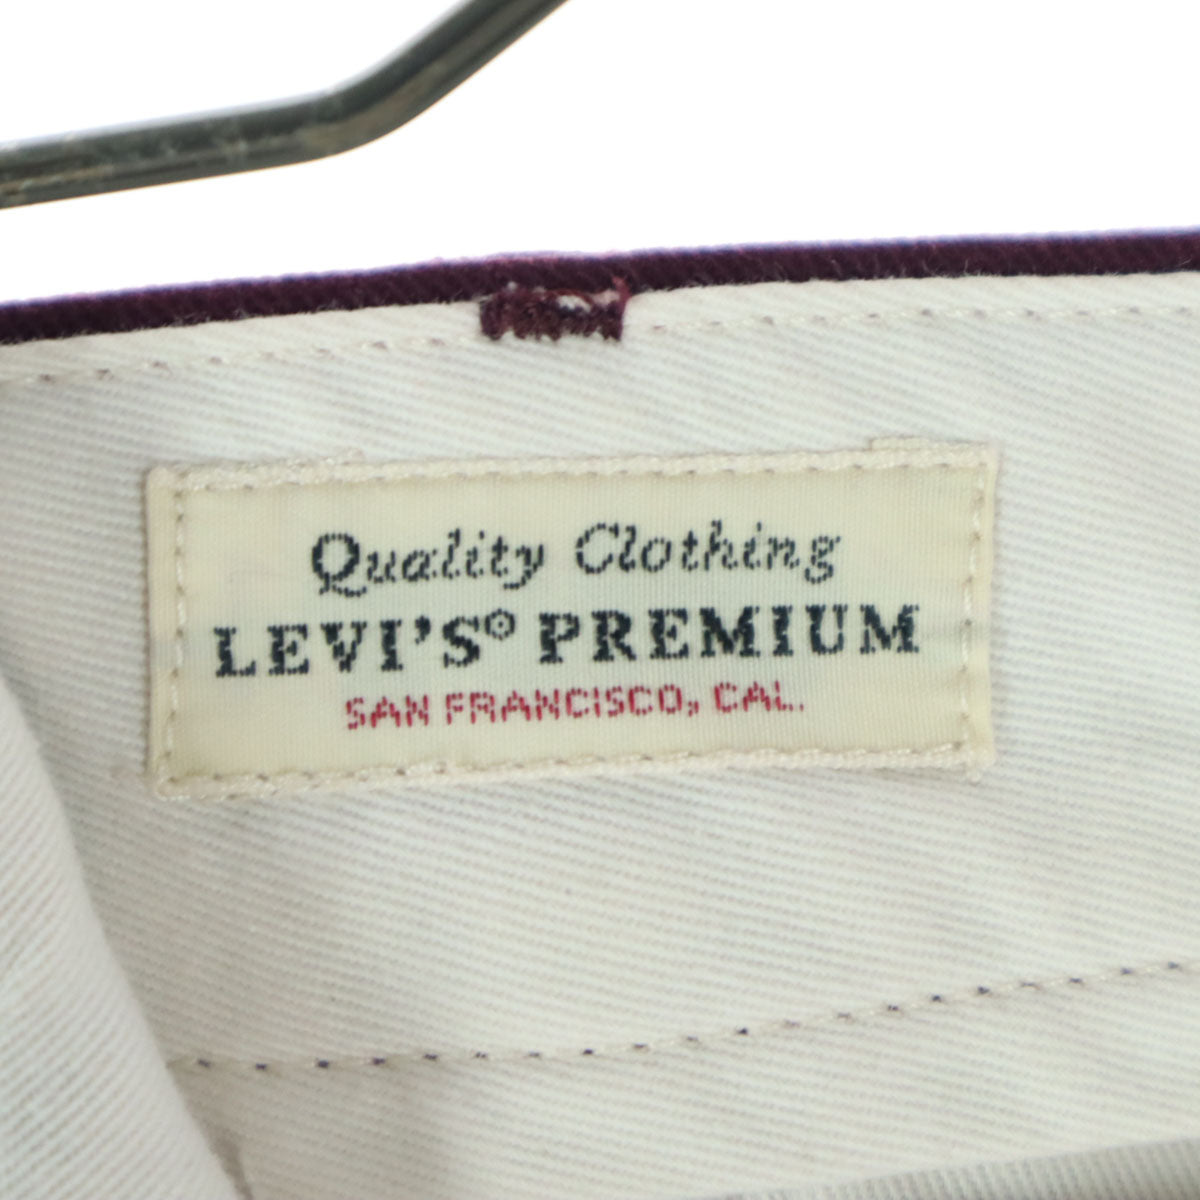 Quality Clothing
LEVI'S® PREMIUM
SAN FRANCISCO, CAL.